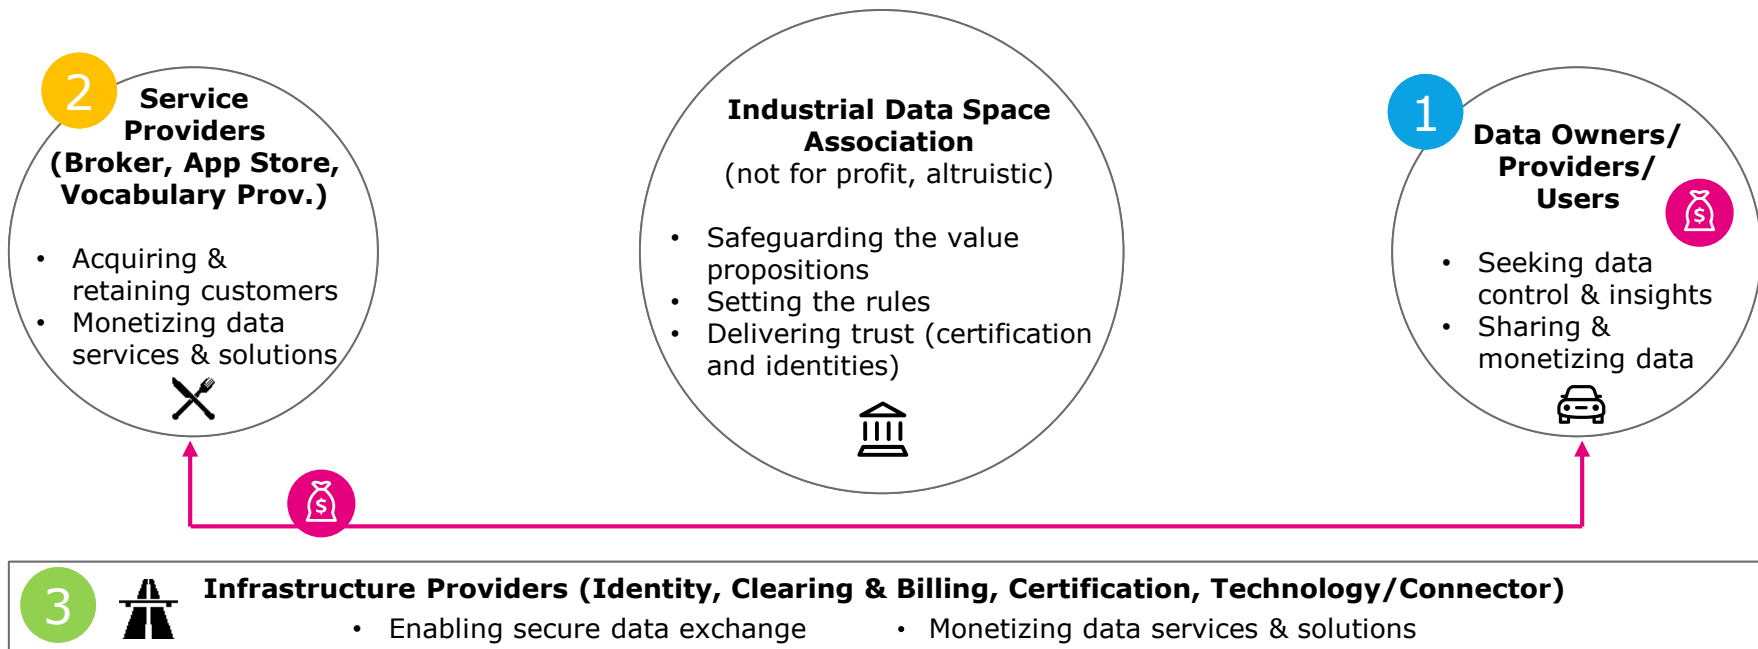 2
Service
Providers
(Broker, App Store,
Vocabulary Prov.)
• Acquiring &
retaining customers
• Monetizing data
services & solutions
Industrial Data Space
Association
(not for profit, altruistic)
• Safeguarding the value
propositions
• Setting the rules
• Delivering trust (certification
and identities)
1
Data Owners/
Providers/
Users
$
• Seeking data
control & insights
• Sharing &
monetizing data
$
3
Infrastructure Providers (Identity, Clearing & Billing, Certification, Technology/Connector)
• Enabling secure data exchange • Monetizing data services & solutions